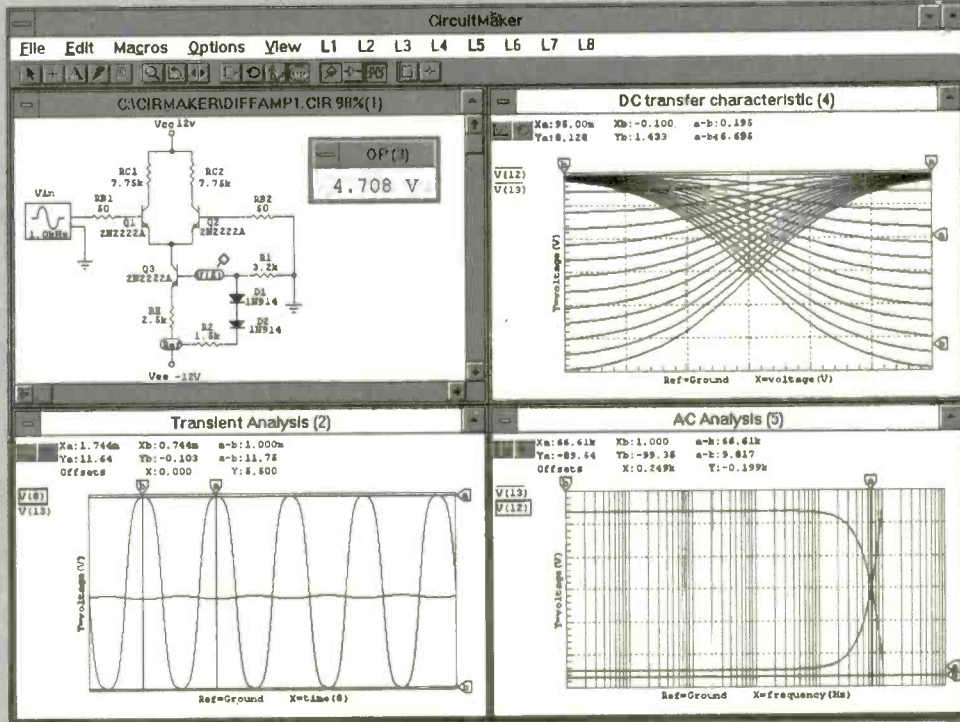 CircuitMaker
File Edit Macros Options View L1 L2 L3 L4 L5 L6 L7 L8
C:\CIRMAKER\DIFFAMP1.CIR 98%(1)
Vcc 12v
RC1
7.75k
RC2
7.75k
OP(3)
4.708 V
Vin
1.0kHz
RB1
50
Q1
2N2222A
Q2
2N2222A
RB2
50
Q3
2N2222A
R1
3.2k
D1
1N914
D2
1N914
RE
2.5k
R2
1.5k
Vee -12V
DC transfer characteristic (4)
Xa:95.00m Xb:-0.100 a-b:0.195
Ya:8.128 Yb:1.433 a-b:6.695
V(12)
V(13)
Y=voltage(V)
a
b
Ref=Ground X=voltage(V)
Transient Analysis (2)
Xa:1.744m Xb:0.744m a-b:1.000m
Ya:11.64 Yb:-0.103 a-b:11.75
Offsets X:0.000 Y:5.500
V(8)
V(13)
b a
Y=voltage(V)
Ref=Ground X=time(S)
AC Analysis (5)
Xa:66.61k Xb:1.000 a-b:66.61k
Ya:-89.54 Yb:-99.35 a-b:9.817
Offsets X:0.249k Y:-0.199k
V(13)
V(12)
b a
Y=voltage(V)
Ref=Ground X=frequency(Hz)